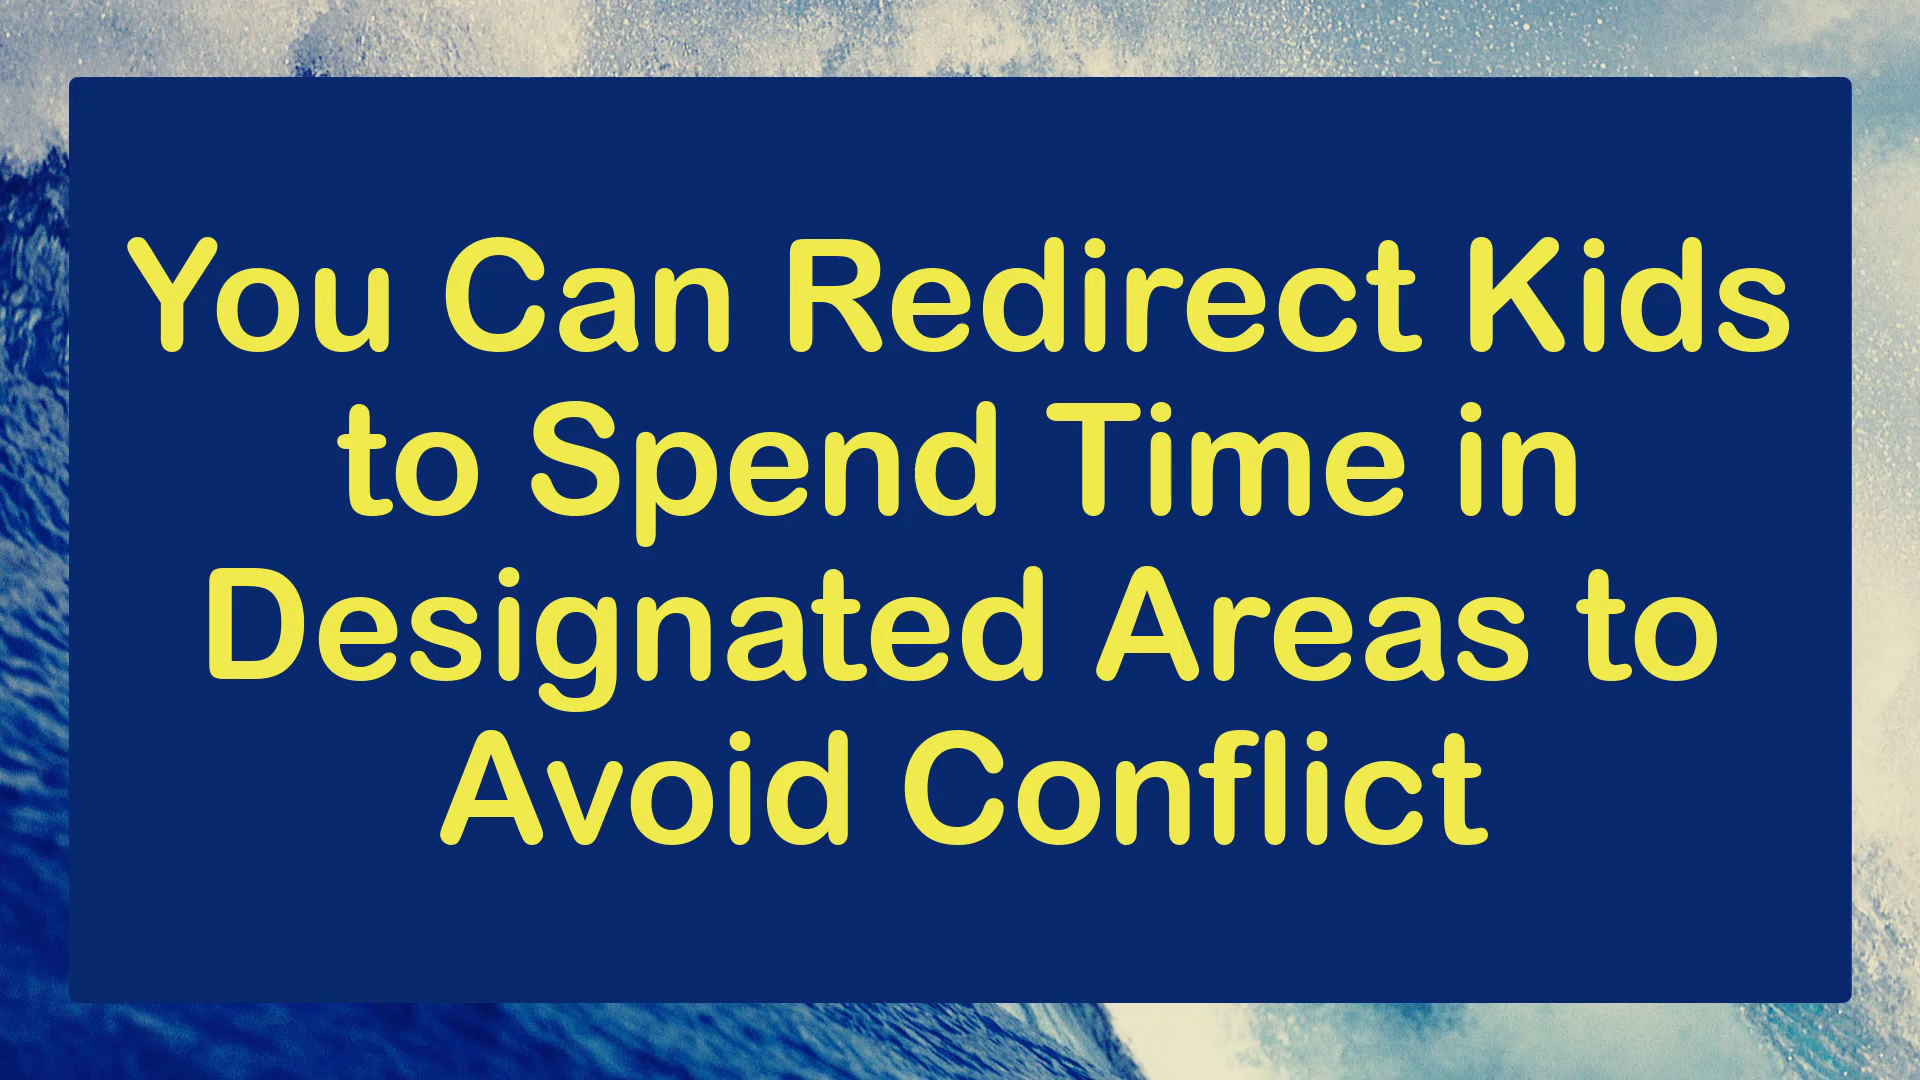 You Can Redirect Kids
to Spend Time in
Designated Areas to
Avoid Conflict